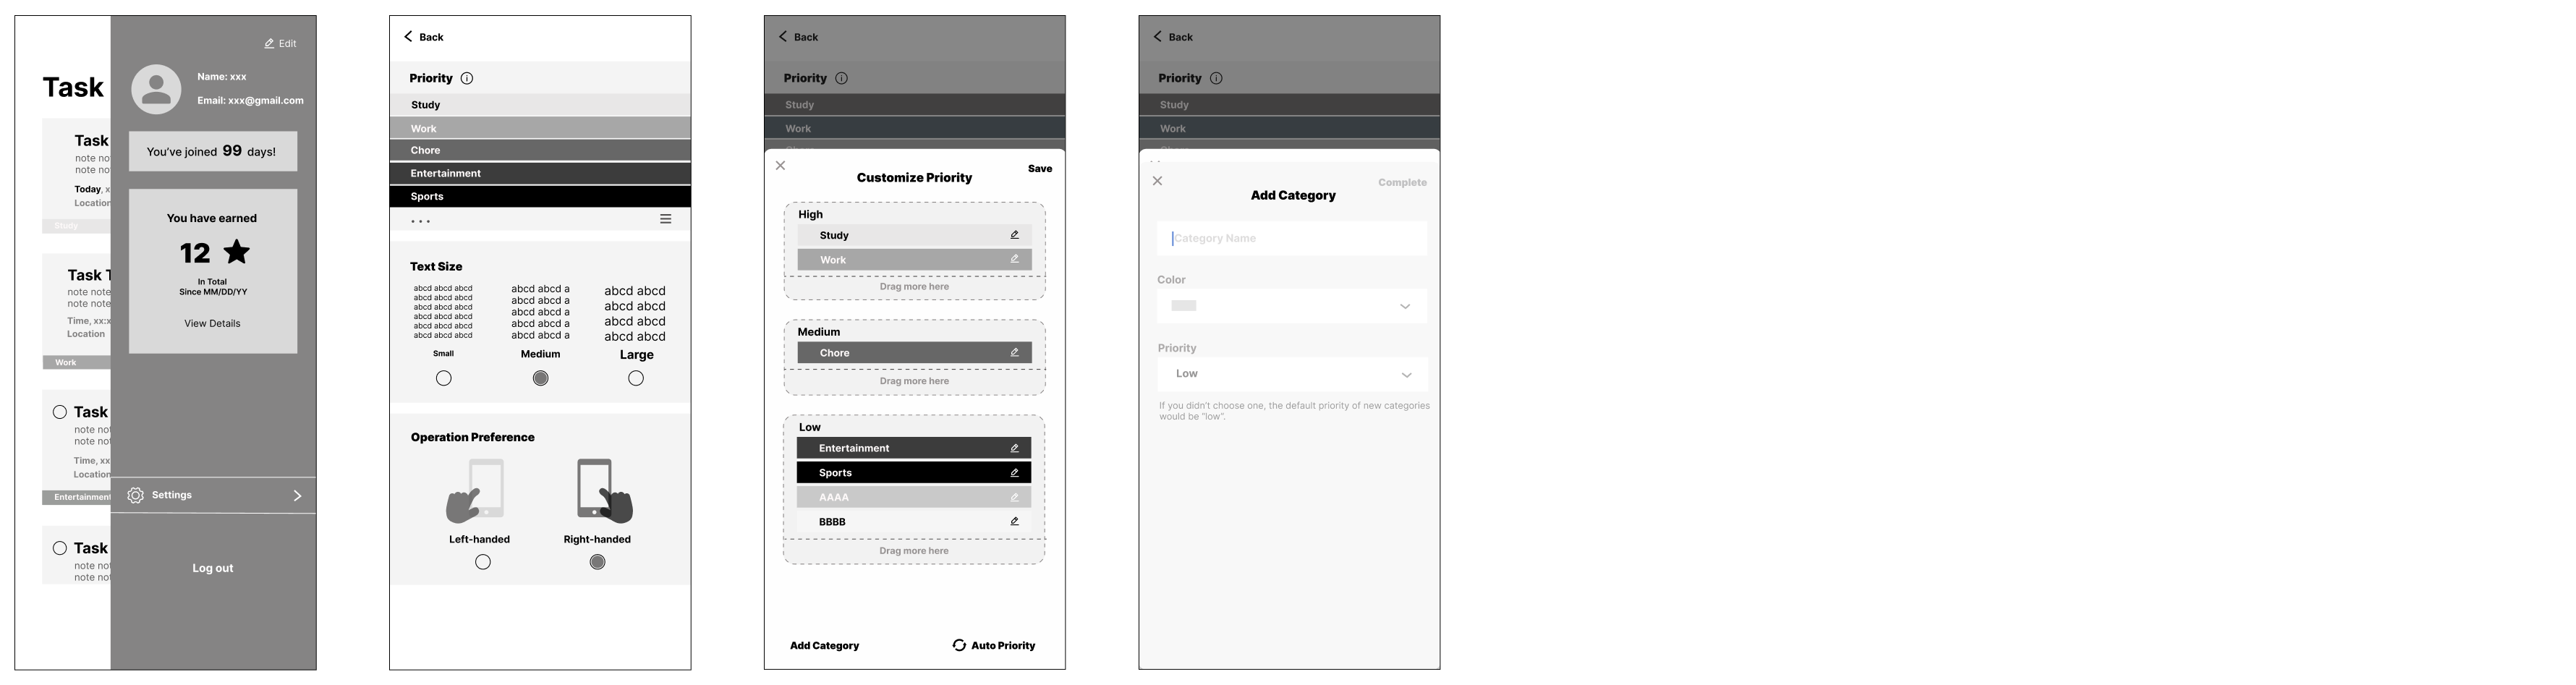 Task
Task
note no
note no
Today, x
Location
Study
Task T
note note
note note
Time, xx:x
Location
Work
Task
note not
note not
Time, xx
Location
Entertainment
Task
note not
note not
Edit
Name: xxx
Email: xxx@gmail.com
You've joined 99 days!
You have earned
12
In Total
Since MM/DD/YY
View Details
Settings
Log out
Back
Priority
Study
Work
Chore
Entertainment
Sports
...
Text Size
abcd abcd abcd
abcd abcd abcd
abcd abcd abcd
abcd abcd abcd
abcd abcd abcd
abcd abcd abcd
Small
abcd abcd a
abcd abcd a
abcd abcd a
abcd abcd a
abcd abcd a
Medium
abcd abcd
abcd abcd
abcd abcd
abcd abcd
Large
Operation Preference
Left-handed
Right-handed
Back
Priority
Study
Work
Save
Customize Priority
High
Study
Work
Drag more here
Medium
Chore
Drag more here
Low
Entertainment
Sports
AAAA
BBBB
Drag more here
Add Category
Auto Priority
Back
Priority
Study
Work
Complete
Add Category
Category Name
Color
Priority
Low
If you didn't choose one, the default priority of new categories
would be "low".